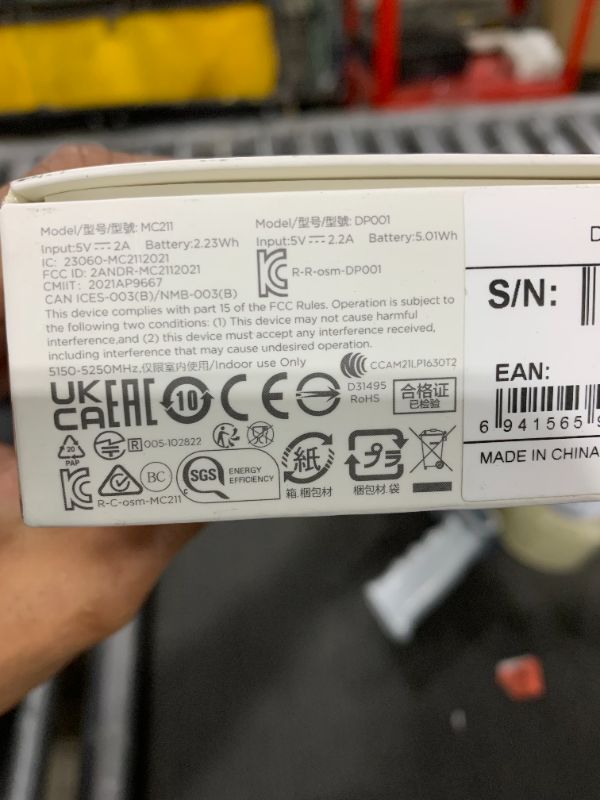 Model/型号/型號: MC211
Input:5V⎓2A Battery:2.23Wh
IC: 23060-MC2112021
FCC ID: 2ANDR-MC2112021
CMIIT: 2021AP9667
CAN ICES-003(B)/NMB-003(B)
Model/型号/型號: DP001
Input:5V⎓2.2A Battery:5.01Wh
R-R-osm-DP001
This device complies with part 15 of the FCC Rules. Operation is subject to
the following two conditions: (1) This device may not cause harmful
interference,and (2) this device must accept any interference received,
including interference that may cause undesired operation.
5150-5250MHz,仅限室内使用/Indoor use Only
CCAM21LP1630T2
UK
CA
EAC
10
CE
D31495
RoHS
合格证
已检验
20
PAP
R 005-102822
R-C-osm-MC211
BC
SGS
ENERGY
EFFICIENCY
紙
箱.梱包材
プラ
梱包材.袋
S/N:
EAN:
6 941565 9
MADE IN CHINA